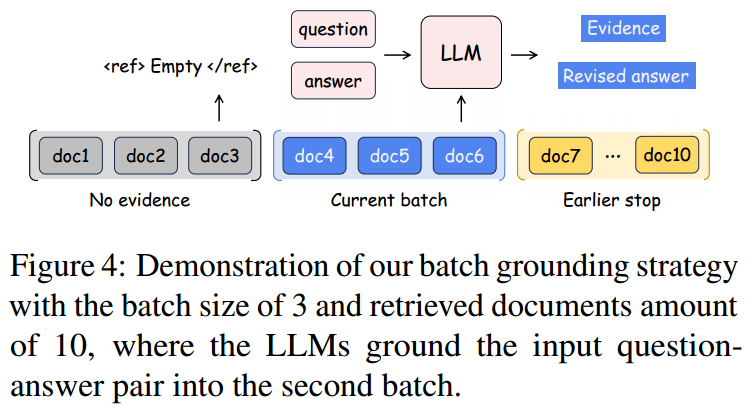 question
answer
LLM
Evidence
Revised answer
<ref> Empty </ref>
doc1 doc2 doc3
doc4 doc5 doc6
doc7 ... doc10
No evidence
Current batch
Earlier stop
Figure 4: Demonstration of our batch grounding strategy
with the batch size of 3 and retrieved documents amount
of 10, where the LLMs ground the input question-
answer pair into the second batch.